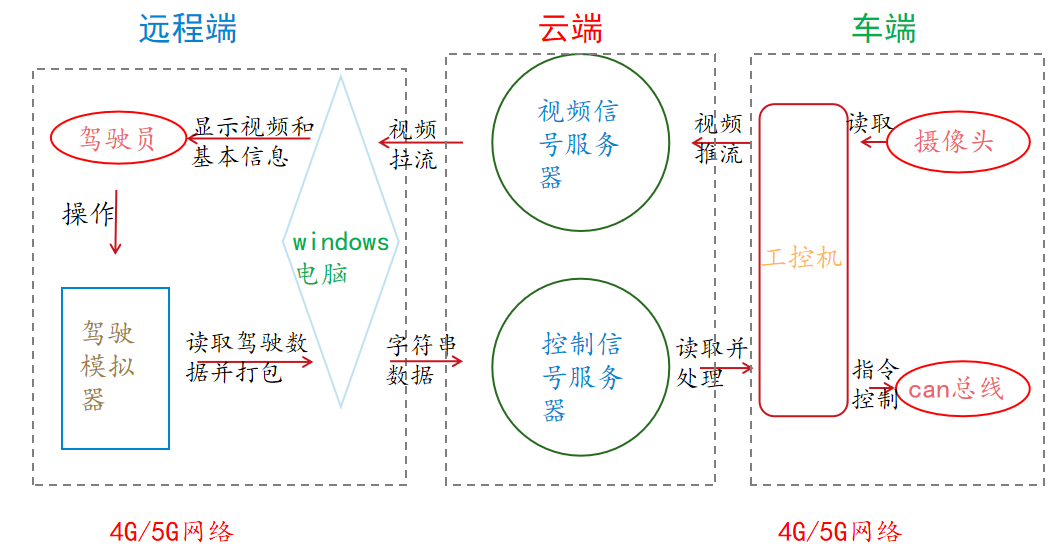 远程端
云端
车端
驾驶员
显示视频和
基本信息
视频
拉流
视频信
号服务
器
视频
推流
读取
摄像头
操作
windows
电脑
工控机
驾驶
模拟
器
读取驾驶数
据并打包
字符串
数据
控制信
号服务
器
读取并
处理
指令
控制
can总线
4G/5G网络
4G/5G网络